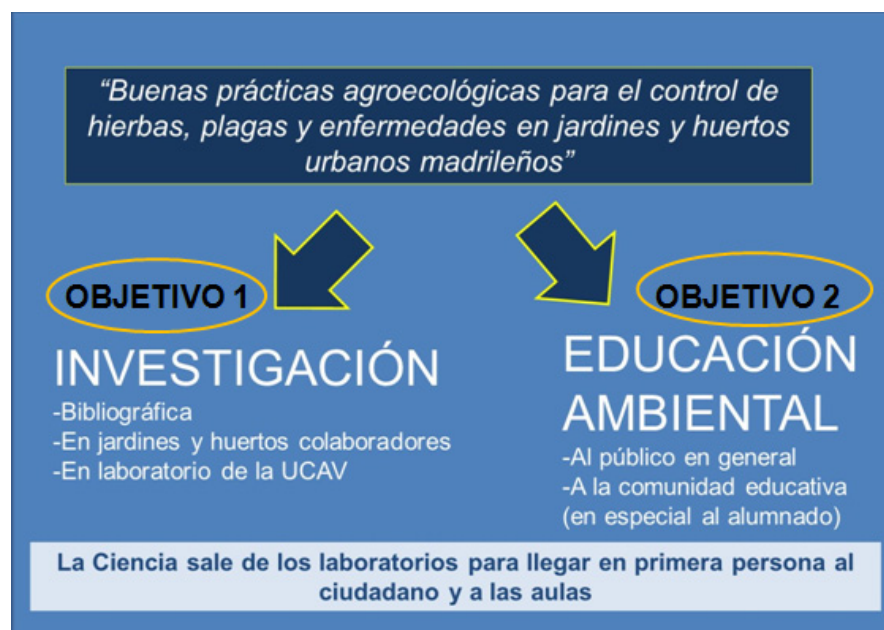 “Buenas prácticas agroecológicas para el control de
hierbas, plagas y enfermedades en jardines y huertos
urbanos madrileños”
OBJETIVO 1
INVESTIGACIÓN
-Bibliográfica
-En jardines y huertos colaboradores
-En laboratorio de la UCAV
OBJETIVO 2
EDUCACIÓN
AMBIENTAL
-Al público en general
-A la comunidad educativa
(en especial al alumnado)
La Ciencia sale de los laboratorios para llegar en primera persona al
ciudadano y a las aulas